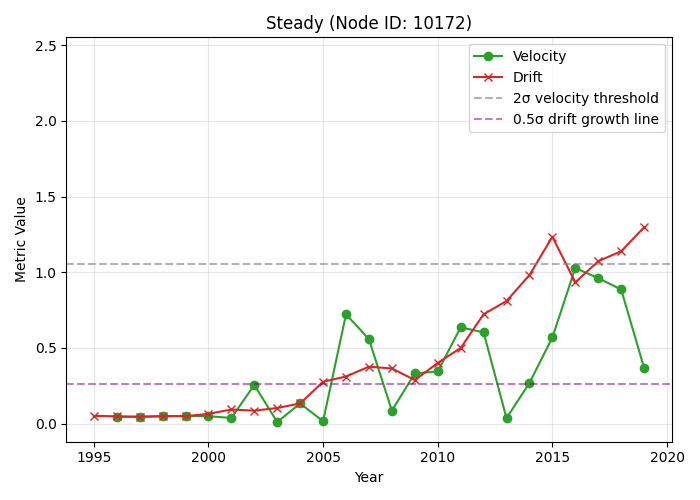 Steady (Node ID: 10172)
Velocity
Drift
2σ velocity threshold
0.5σ drift growth line
Metric Value
2.5
2.0
1.5
1.0
0.5
0.0
1995
2000
2005
2010
2015
2020
Year